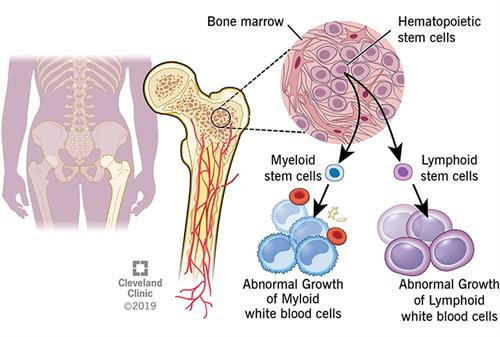 Bone marrow
Hematopoietic
stem cells
Myeloid
stem cells
Lymphoid
stem cells
Abnormal Growth
of Myloid
white blood cells
Abnormal Growth
of Lymphoid
white blood cells
Cleveland
Clinic
©2019